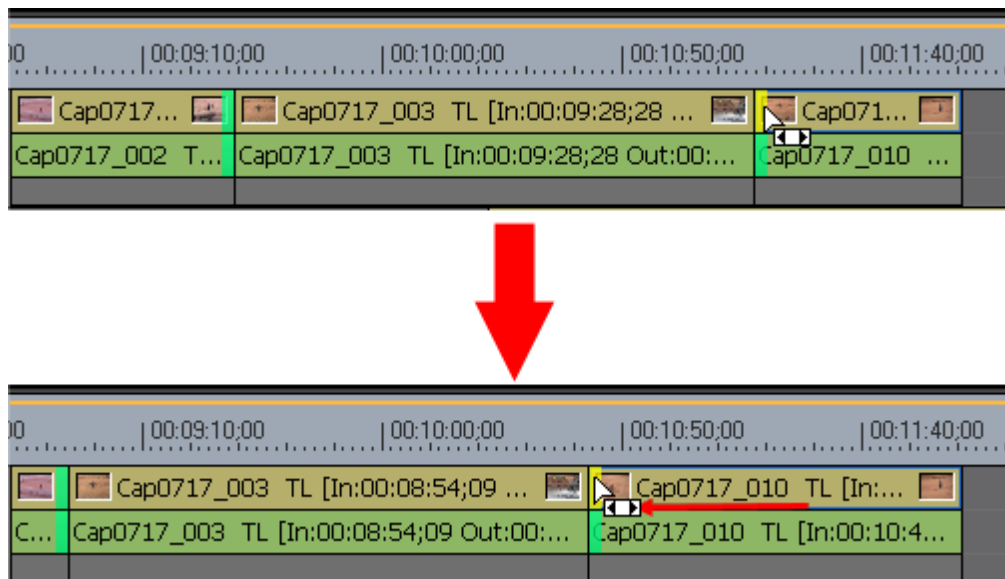 00 00:09:10;00 00:10:00;00 00:10:50;00 00:11:40;00
Cap0717... Cap0717_003 TL [In:00:09:28;28 ... Cap071...
Cap0717_002 T... Cap0717_003 TL [In:00:09:28;28 Out:00:... Cap0717_010 ...
00 00:09:10;00 00:10:00;00 00:10:50;00 00:11:40;00
Cap0717_003 TL [In:00:08:54;09 ... Cap0717_010 TL [In:...
C... Cap0717_003 TL [In:00:08:54;09 Out:00:... Cap0717_010 TL [In:00:10:4...